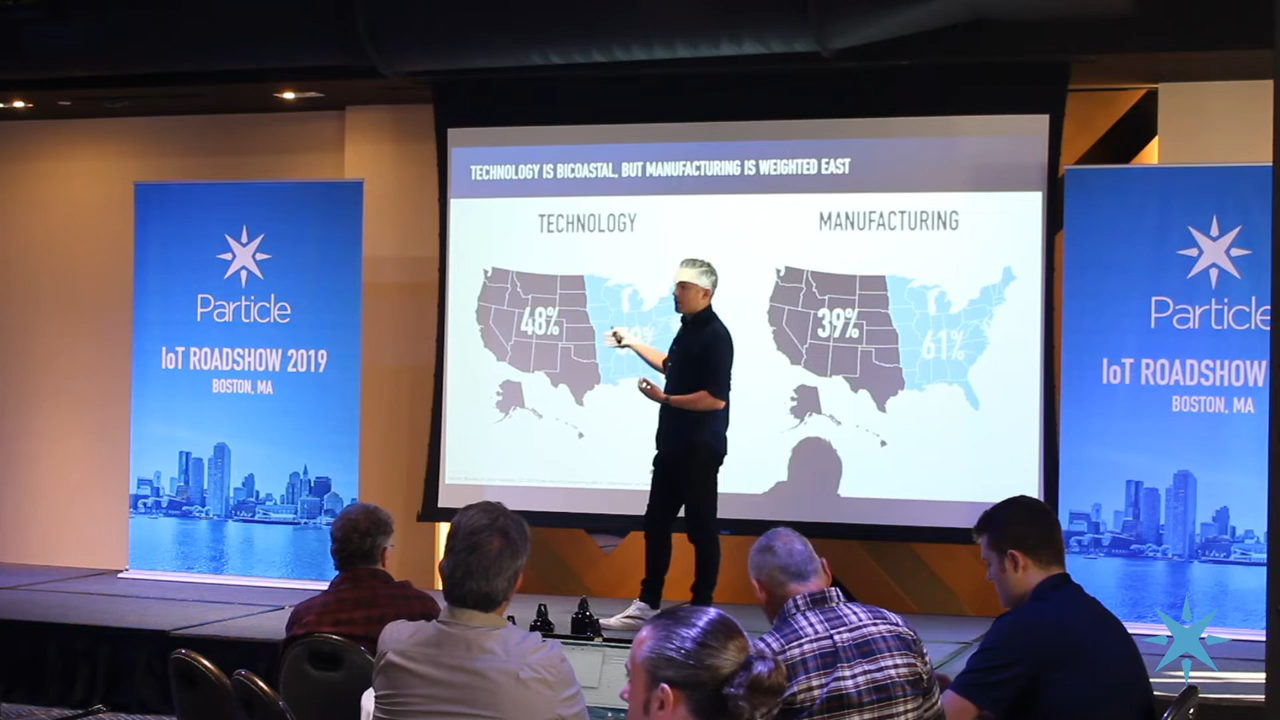 TECHNOLOGY IS BICOASTAL, BUT MANUFACTURING IS WEIGHTED EAST
TECHNOLOGY
MANUFACTURING
48%
39%
61%
Particle
IoT ROADSHOW 2019
BOSTON, MA
Particle
IoT ROADSHOW
BOSTON, MA